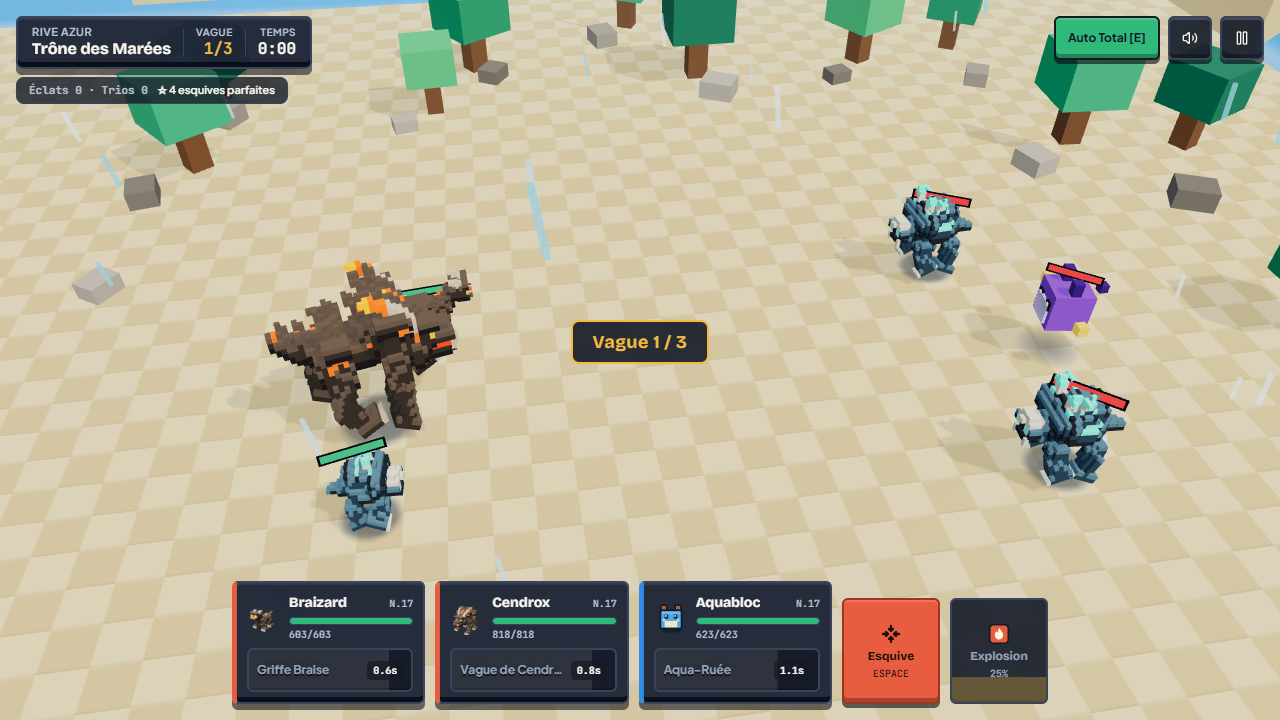 RIVE AZUR
Trône des Marées
VAGUE
1/3
TEMPS
0:00
Éclats 0 · Trios 0 ★ 4 esquives parfaites
Auto Total [E]
Vague 1 / 3
Braizard N.17
603/603
Griffe Braise 0.6s
Cendrox N.17
818/818
Vague de Cendr... 0.8s
Aquabloc N.17
623/623
Aqua-Ruée 1.1s
Esquive
ESPACE
Explosion
25%